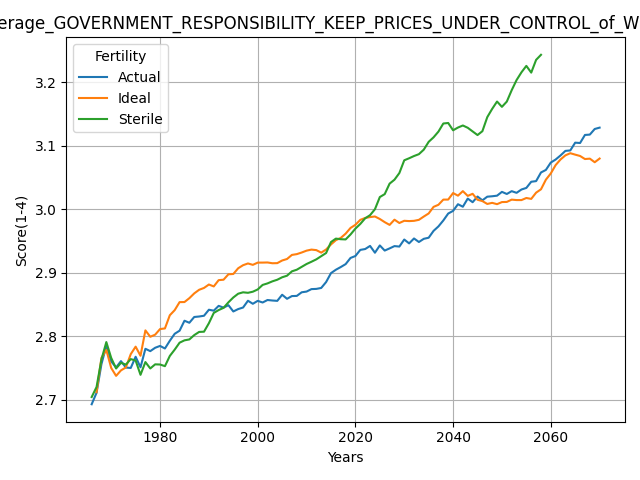 erage_GOVERNMENT_RESPONSIBILITY_KEEP_PRICES_UNDER_CONTROL_of_W
Fertility
Actual
Ideal
Sterile
Score(1-4)
3.2
3.1
3.0
2.9
2.8
2.7
1980 2000 2020 2040 2060
Years